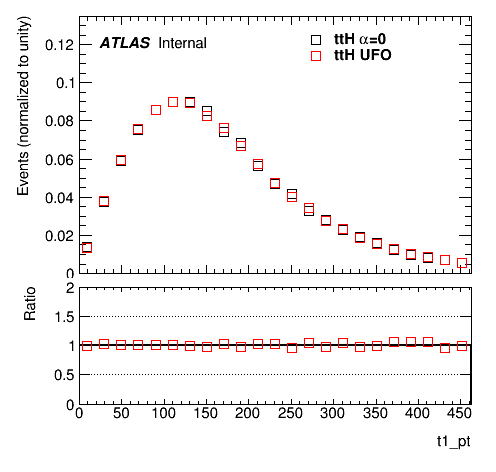 ATLAS Internal
ttH α=0
ttH UFO
Events (normalized to unity)
0.12
0.1
0.08
0.06
0.04
0.02
0
Ratio
2
1.5
1
0.5
0
0 50 100 150 200 250 300 350 400 450
t1_pt